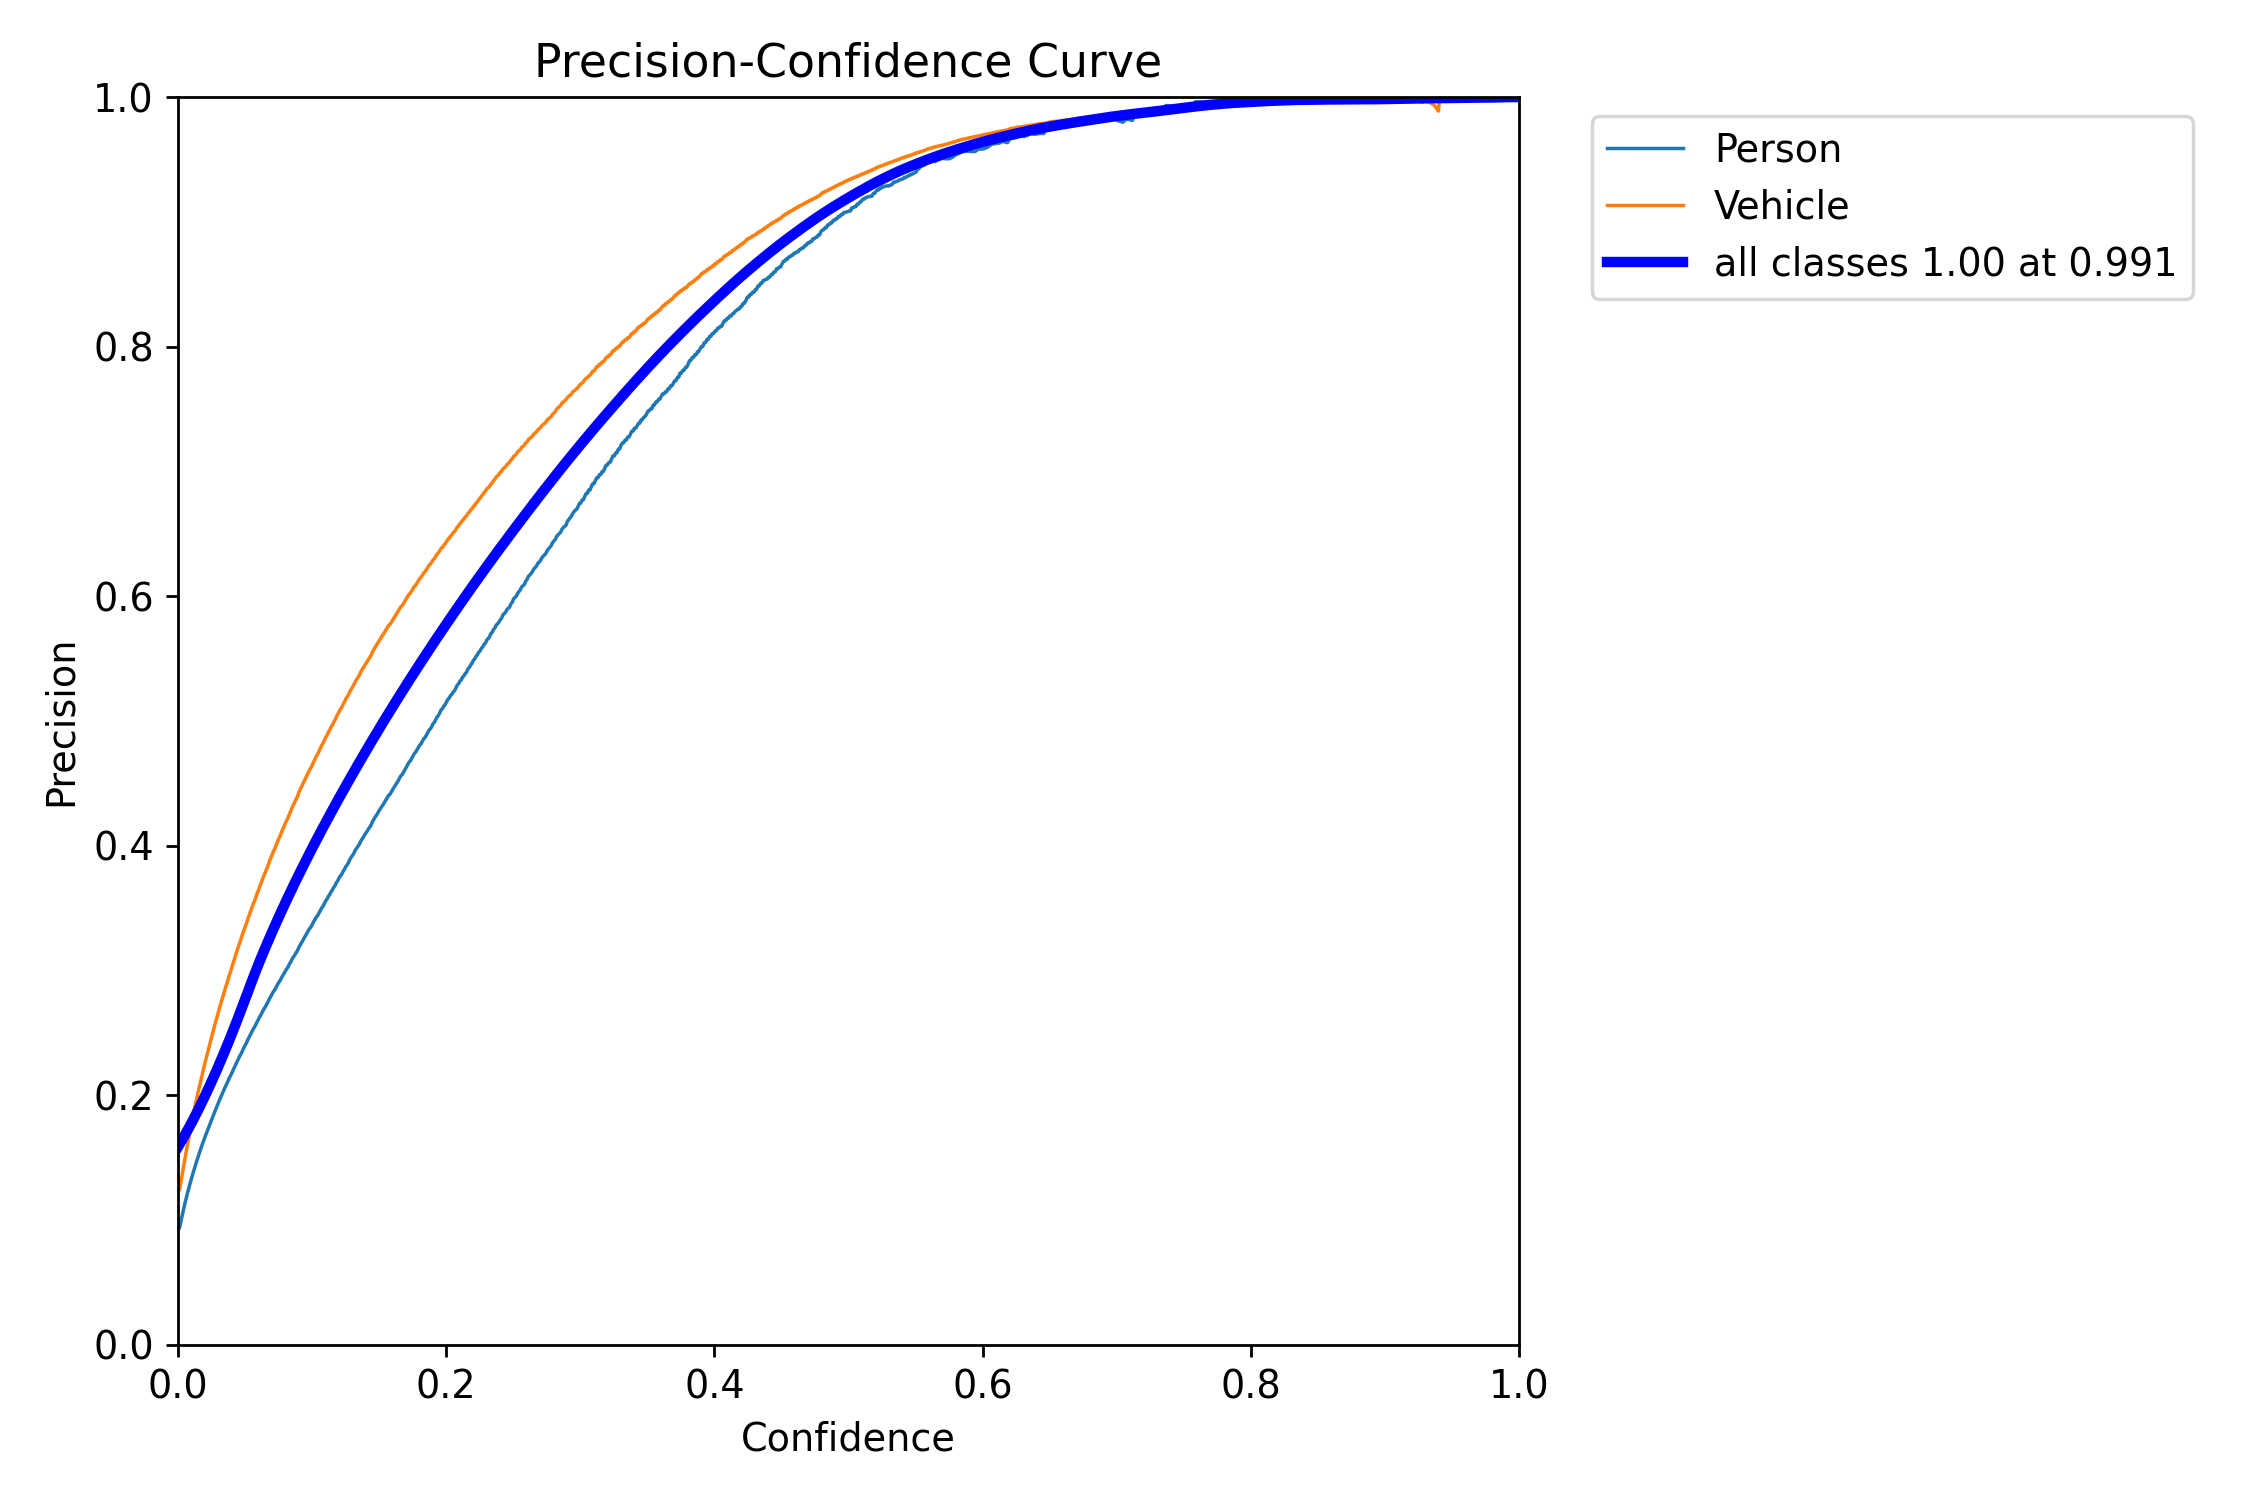 Precision-Confidence Curve
1.0
0.8
0.6
0.4
0.2
0.0
Precision
0.0 0.2 0.4 0.6 0.8 1.0
Confidence
Person
Vehicle
all classes 1.00 at 0.991